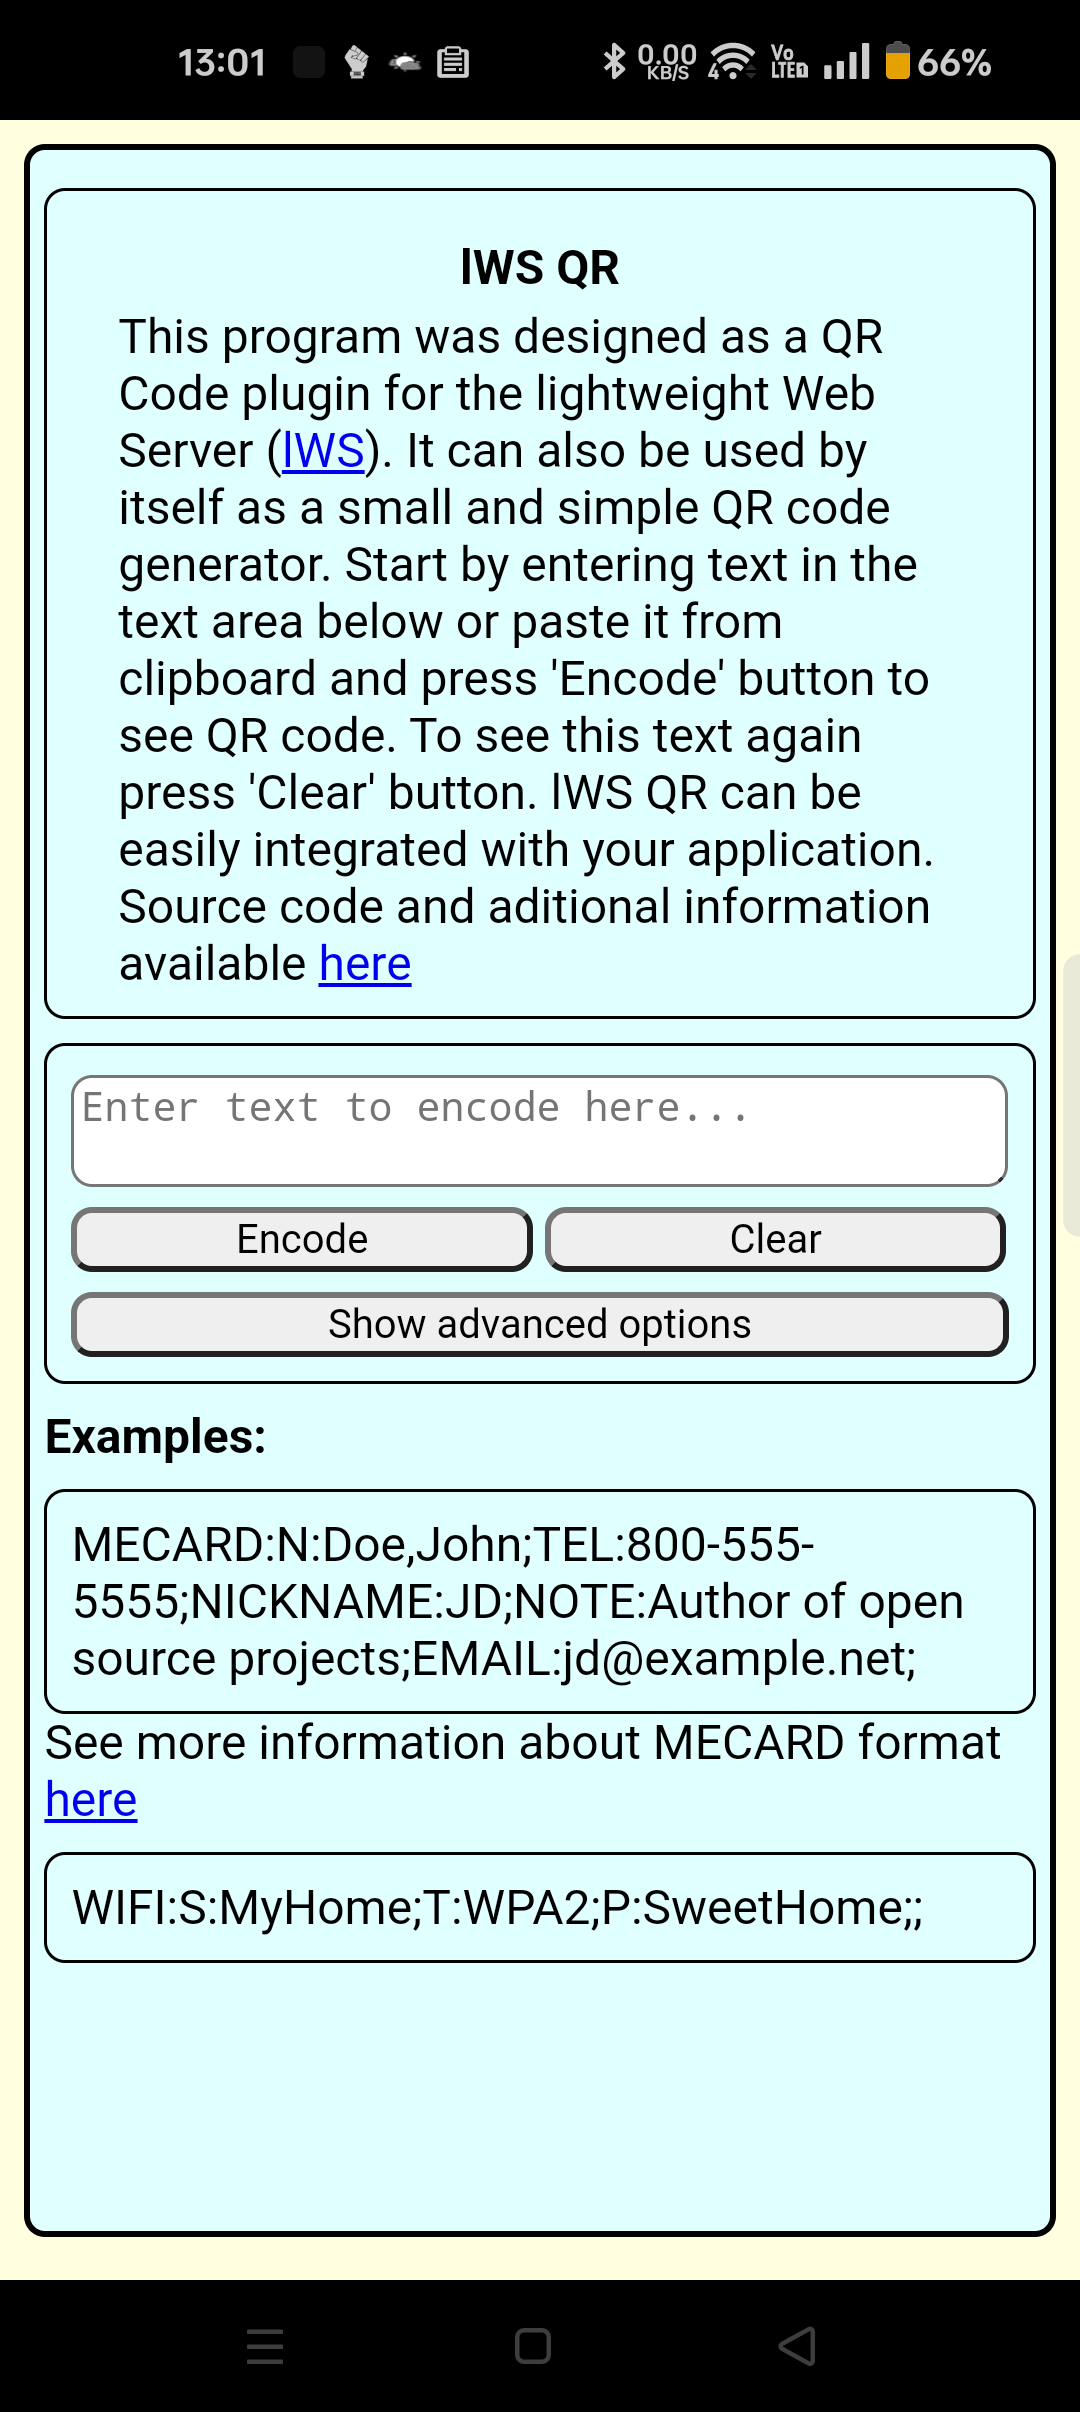 13:01
0.00
KB/S
4
Vo
LTE1
66%
lWS QR
This program was designed as a QR
Code plugin for the lightweight Web
Server (lWS). It can also be used by
itself as a small and simple QR code
generator. Start by entering text in the
text area below or paste it from
clipboard and press 'Encode' button to
see QR code. To see this text again
press 'Clear' button. lWS QR can be
easily integrated with your application.
Source code and aditional information
available here
Enter text to encode here...
Encode
Clear
Show advanced options
Examples:
MECARD:N:Doe,John;TEL:800-555-
5555;NICKNAME:JD;NOTE:Author of open
source projects;EMAIL:jd@example.net;
See more information about MECARD format
here
WIFI:S:MyHome;T:WPA2;P:SweetHome;;